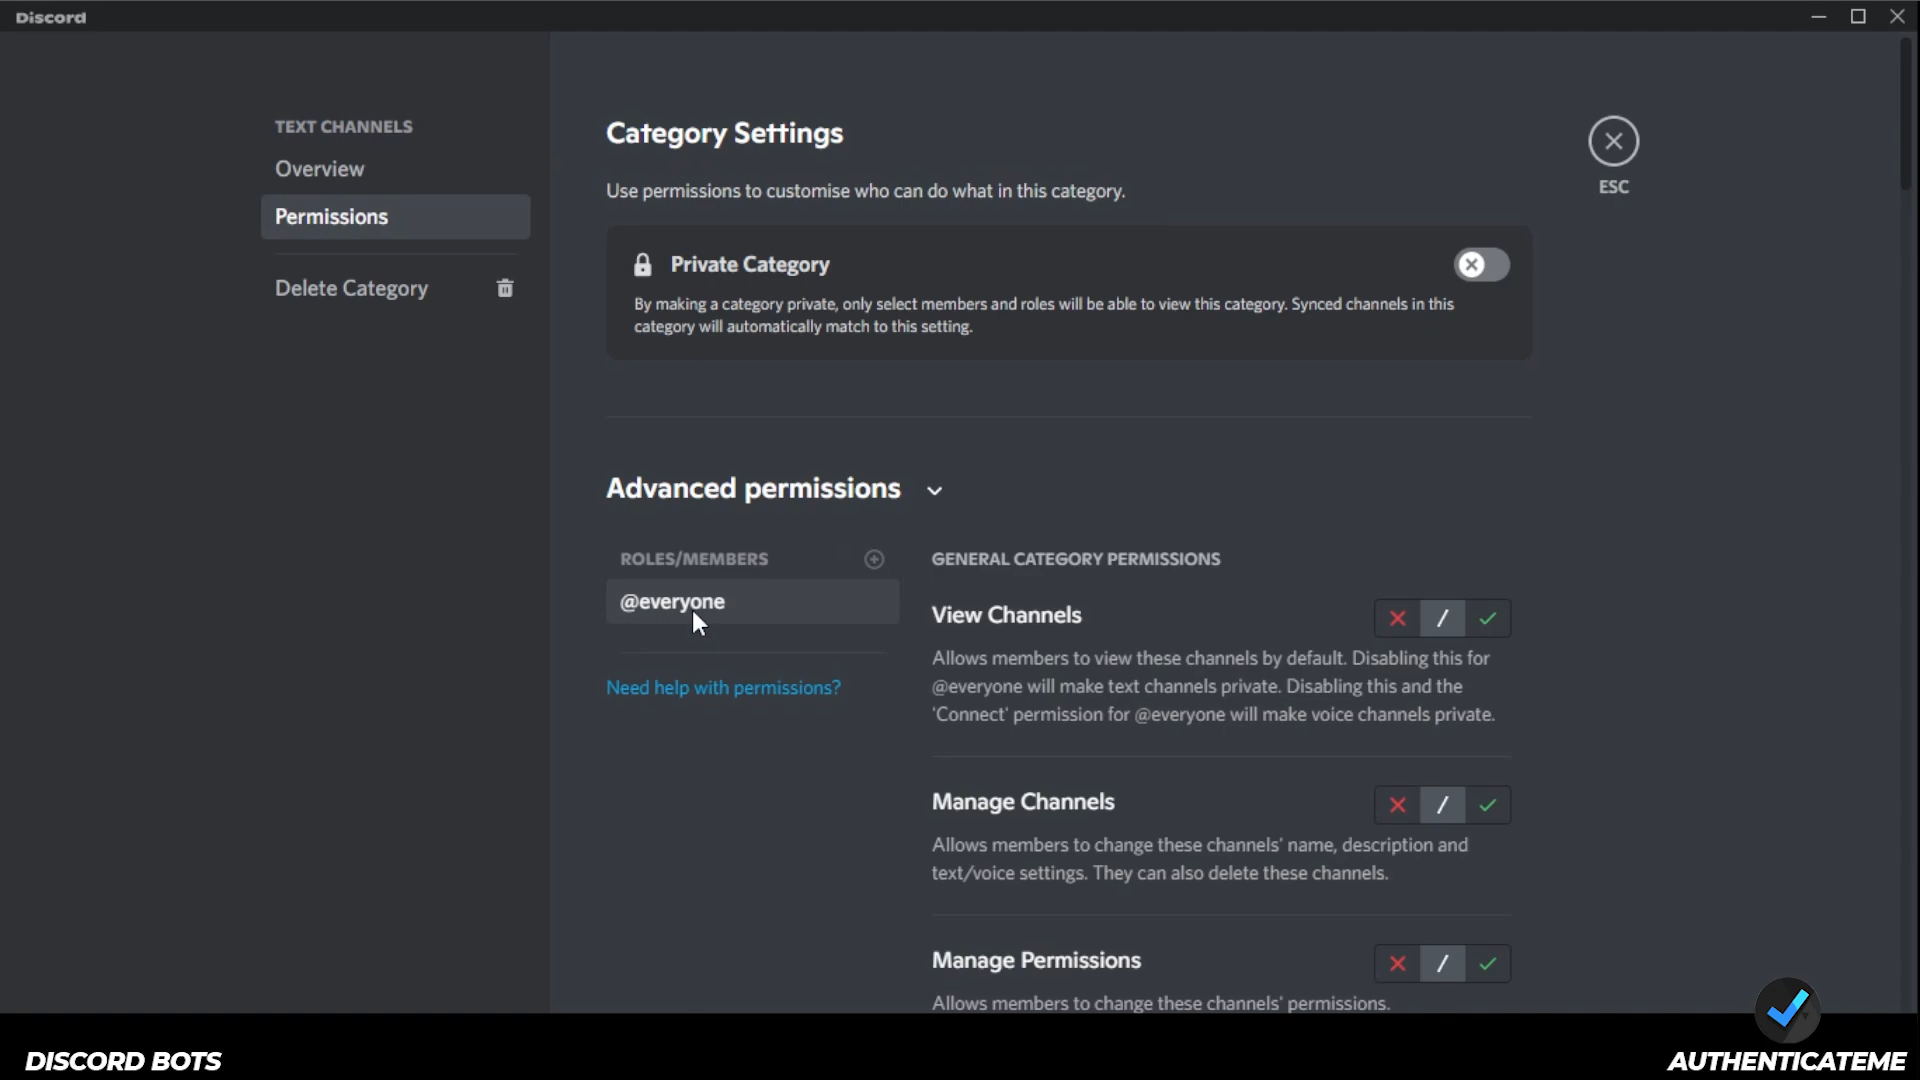 Discord
TEXT CHANNELS
Overview
Permissions
Delete Category
Category Settings
Use permissions to customise who can do what in this category.
Private Category
By making a category private, only select members and roles will be able to view this category. Synced channels in this
category will automatically match to this setting.
ESC
Advanced permissions
ROLES/MEMBERS
@everyone
Need help with permissions?
GENERAL CATEGORY PERMISSIONS
View Channels
Allows members to view these channels by default. Disabling this for
@everyone will make text channels private. Disabling this and the
'Connect' permission for @everyone will make voice channels private.
Manage Channels
Allows members to change these channels' name, description and
text/voice settings. They can also delete these channels.
Manage Permissions
Allows members to change these channels' permissions.
DISCORD BOTS
AUTHENTICATEME